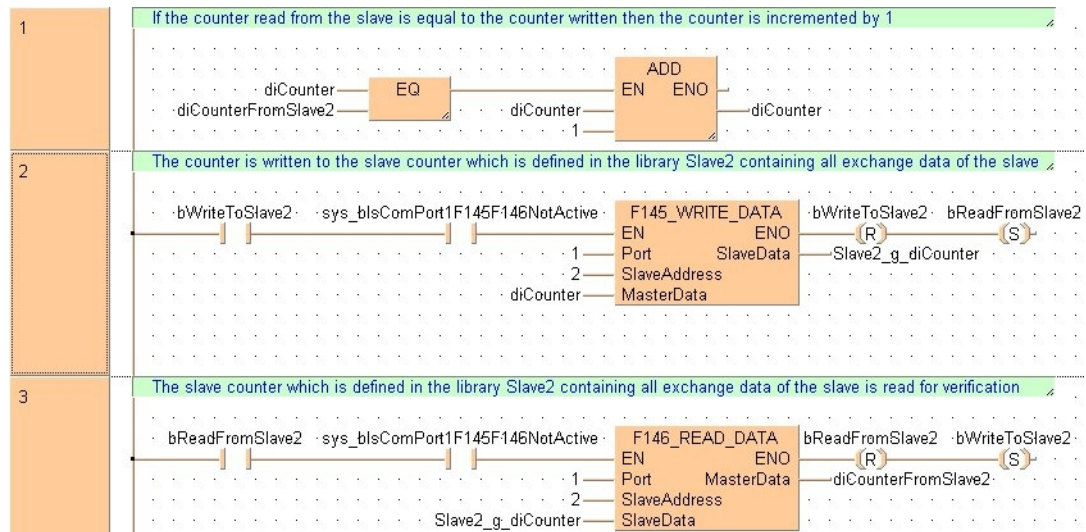 1
If the counter read from the slave is equal to the counter written then the counter is incremented by 1
ADD
diCounter EQ EN ENO
diCounterFromSlave2 diCounter diCounter
1
2
The counter is written to the slave counter which is defined in the library Slave2 containing all exchange data of the slave
bWriteToSlave2 sys_bIsComPort1F145F146NotActive F145_WRITE_DATA bWriteToSlave2 bReadFromSlave2
EN ENO (R) (S)
1 Port SlaveData Slave2_g_diCounter
2 SlaveAddress
diCounter MasterData
3
The slave counter which is defined in the library Slave2 containing all exchange data of the slave is read for verification
bReadFromSlave2 sys_bIsComPort1F145F146NotActive F146_READ_DATA bReadFromSlave2 bWriteToSlave2
EN ENO (R) (S)
1 Port MasterData diCounterFromSlave2
2 SlaveAddress
Slave2_g_diCounter SlaveData